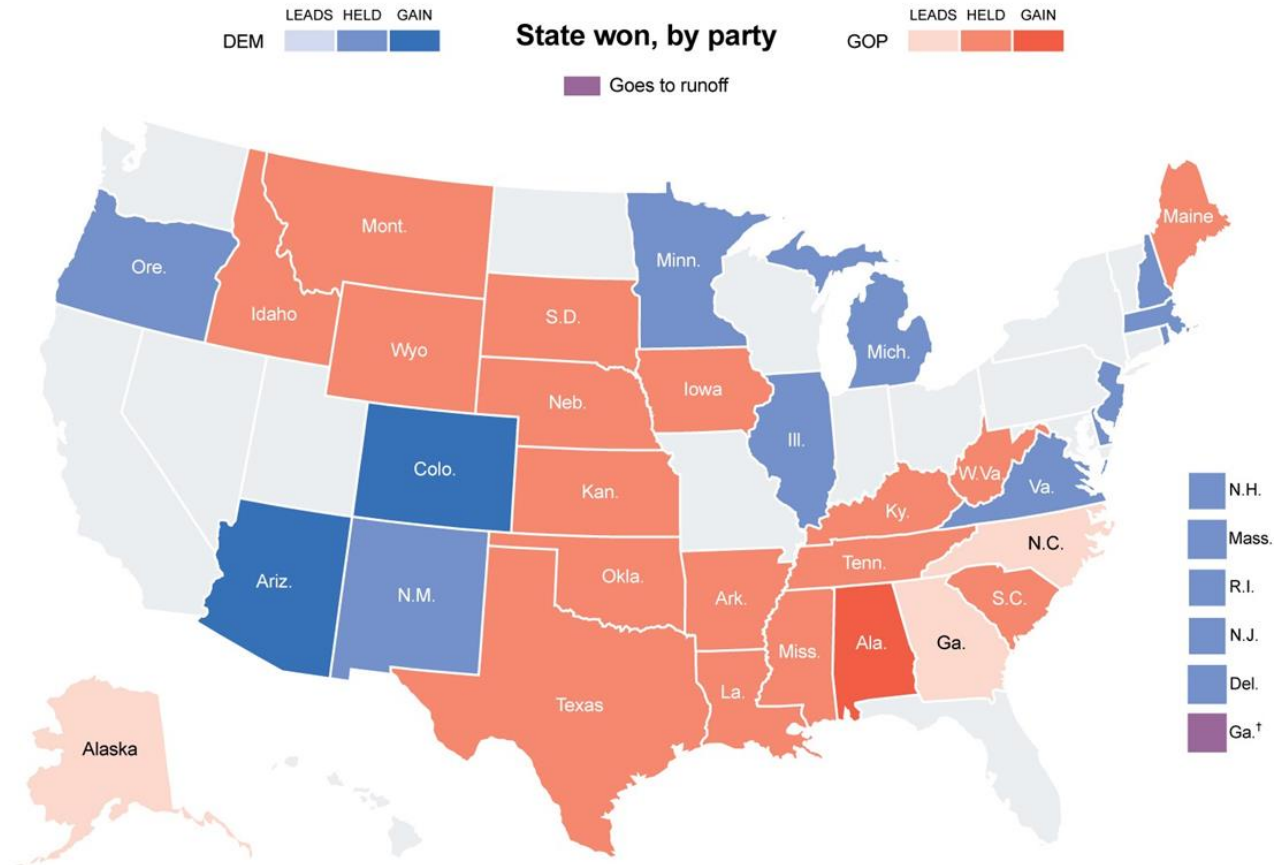 LEADS HELD GAIN
DEM
State won, by party
LEADS HELD GAIN
GOP
Goes to runoff
Maine
Mont.
Minn.
Ore.
Idaho
S.D.
Wyo
Mich.
Iowa
Neb.
Ill.
Colo.
W.Va.
Va.
Kan.
Ky.
N.C.
Tenn.
Ariz.
Okla.
N.M.
Ark.
S.C.
Miss.
Ala.
Ga.
La.
Texas
Alaska
N.H.
Mass.
R.I.
N.J.
Del.
Ga.†